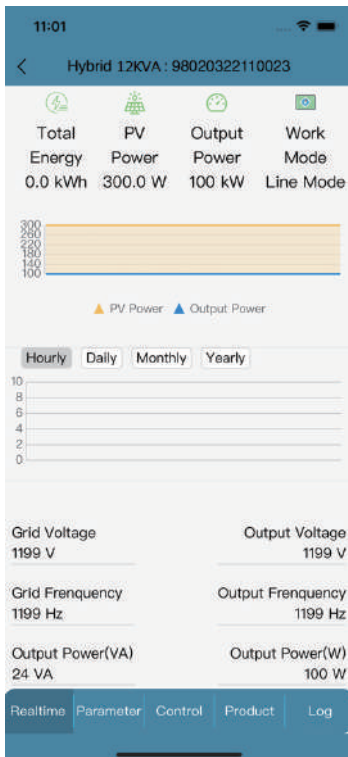 11:01
Hybrid 12KVA : 98020322110023
Total Energy 0.0 kWh
PV Power 300.0 W
Output Power 100 kW
Work Mode Line Mode
300
260
220
180
140
100
PV Power Output Power
Hourly Daily Monthly Yearly
10
8
6
4
2
0
Grid Voltage Output Voltage
1199 V 1199 V
Grid Frenquency Output Frenquency
1199 Hz 1199 Hz
Output Power(VA) Output Power(W)
24 VA 100 W
Realtime Parameter Control Product Log